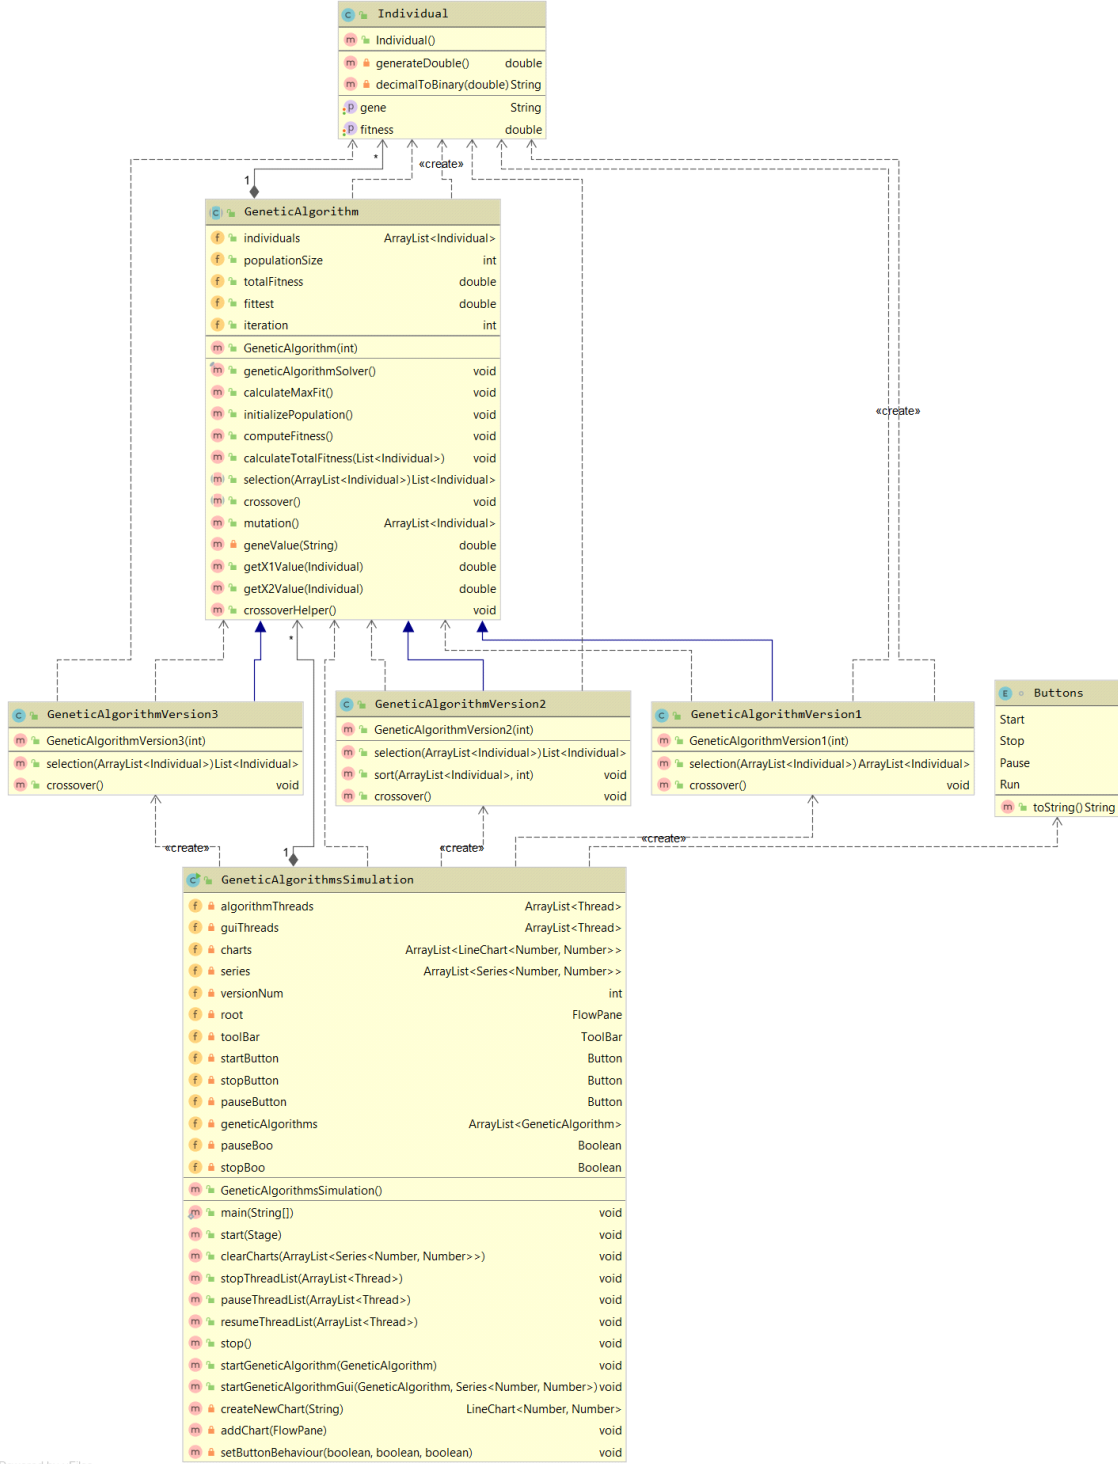 Individual
Individual()
generateDouble() double
decimalToBinary(double) String
gene String
fitness double
*
«create»
1
GeneticAlgorithm
individuals ArrayList<Individual>
populationSize int
totalFitness double
fittest double
iteration int
GeneticAlgorithm(int)
geneticAlgorithmSolver() void
calculateMaxFit() void
initializePopulation() void
computeFitness() void
calculateTotalFitness(List<Individual>) void
selection(ArrayList<Individual>) List<Individual>
crossover() void
mutation() ArrayList<Individual>
geneValue(String) double
getX1Value(Individual) double
getX2Value(Individual) double
crossoverHelper() void
«create»
*
GeneticAlgorithmVersion3
GeneticAlgorithmVersion3(int)
selection(ArrayList<Individual>) List<Individual>
crossover() void
GeneticAlgorithmVersion2
GeneticAlgorithmVersion2(int)
selection(ArrayList<Individual>) List<Individual>
sort(ArrayList<Individual>, int) void
crossover() void
GeneticAlgorithmVersion1
GeneticAlgorithmVersion1(int)
selection(ArrayList<Individual>) ArrayList<Individual>
crossover() void
Buttons
Start
Stop
Pause
Run
toString() String
«create»
1
«create»
«create»
GeneticAlgorithmsSimulation
algorithmThreads ArrayList<Thread>
guiThreads ArrayList<Thread>
charts ArrayList<LineChart<Number, Number>>
series ArrayList<Series<Number, Number>>
versionNum int
root FlowPane
toolBar ToolBar
startButton Button
stopButton Button
pauseButton Button
geneticAlgorithms ArrayList<GeneticAlgorithm>
pauseBoo Boolean
stopBoo Boolean
GeneticAlgorithmsSimulation()
main(String[]) void
start(Stage) void
clearCharts(ArrayList<Series<Number, Number>>) void
stopThreadList(ArrayList<Thread>) void
pauseThreadList(ArrayList<Thread>) void
resumeThreadList(ArrayList<Thread>) void
stop() void
startGeneticAlgorithm(GeneticAlgorithm) void
startGeneticAlgorithmGui(GeneticAlgorithm, Series<Number, Number>) void
createNewChart(String) LineChart<Number, Number>
addChart(FlowPane) void
setButtonBehaviour(boolean, boolean, boolean) void